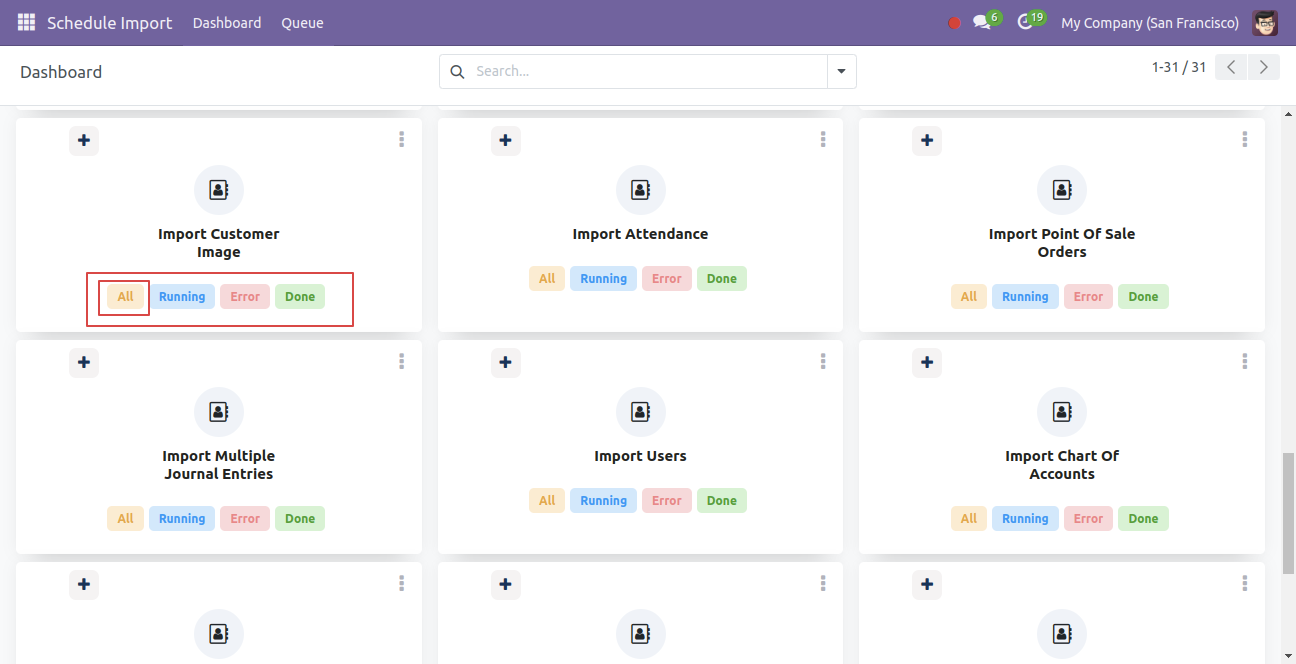 Schedule Import Dashboard Queue 6 19 My Company (San Francisco)
Dashboard Search... 1-31 / 31
Import Customer
Image
All Running Error Done
Import Attendance
All Running Error Done
Import Point Of Sale
Orders
All Running Error Done
Import Multiple
Journal Entries
All Running Error Done
Import Users
All Running Error Done
Import Chart Of
Accounts
All Running Error Done